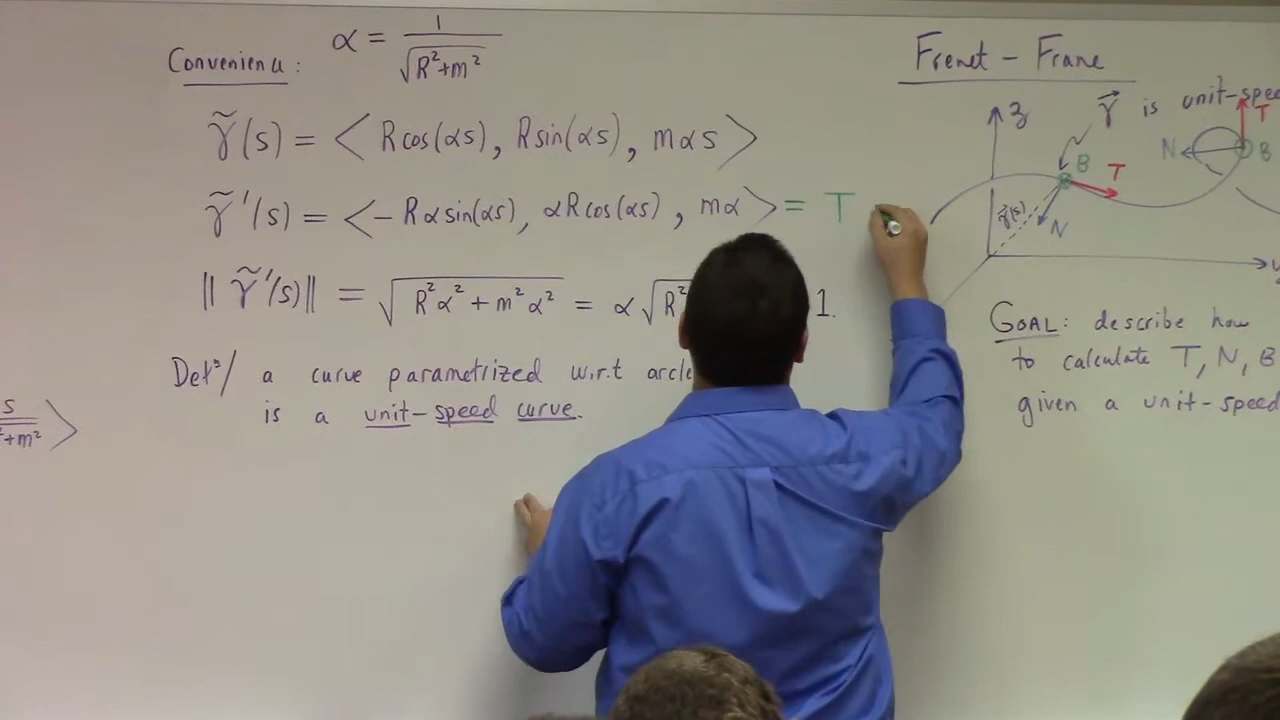 Convenience: α = 1/√(R²+m²)
γ̃(s) = < R cos(αs), R sin(αs), mαs >
γ̃'(s) = < -Rα sin(αs), αR cos(αs), mα > = T
|| γ̃'(s) || = √(R²α² + m²α²) = α √R² 1.
Defⁿ/ a curve parametrized w.r.t arcle
is a unit-speed curve.
s
²+m² >
Frenet - Frame
z γ⃗ is unit-spee
T
N B
B T
γ⃗(s) N
GOAL: describe how
to calculate T, N, B
given a unit-speed